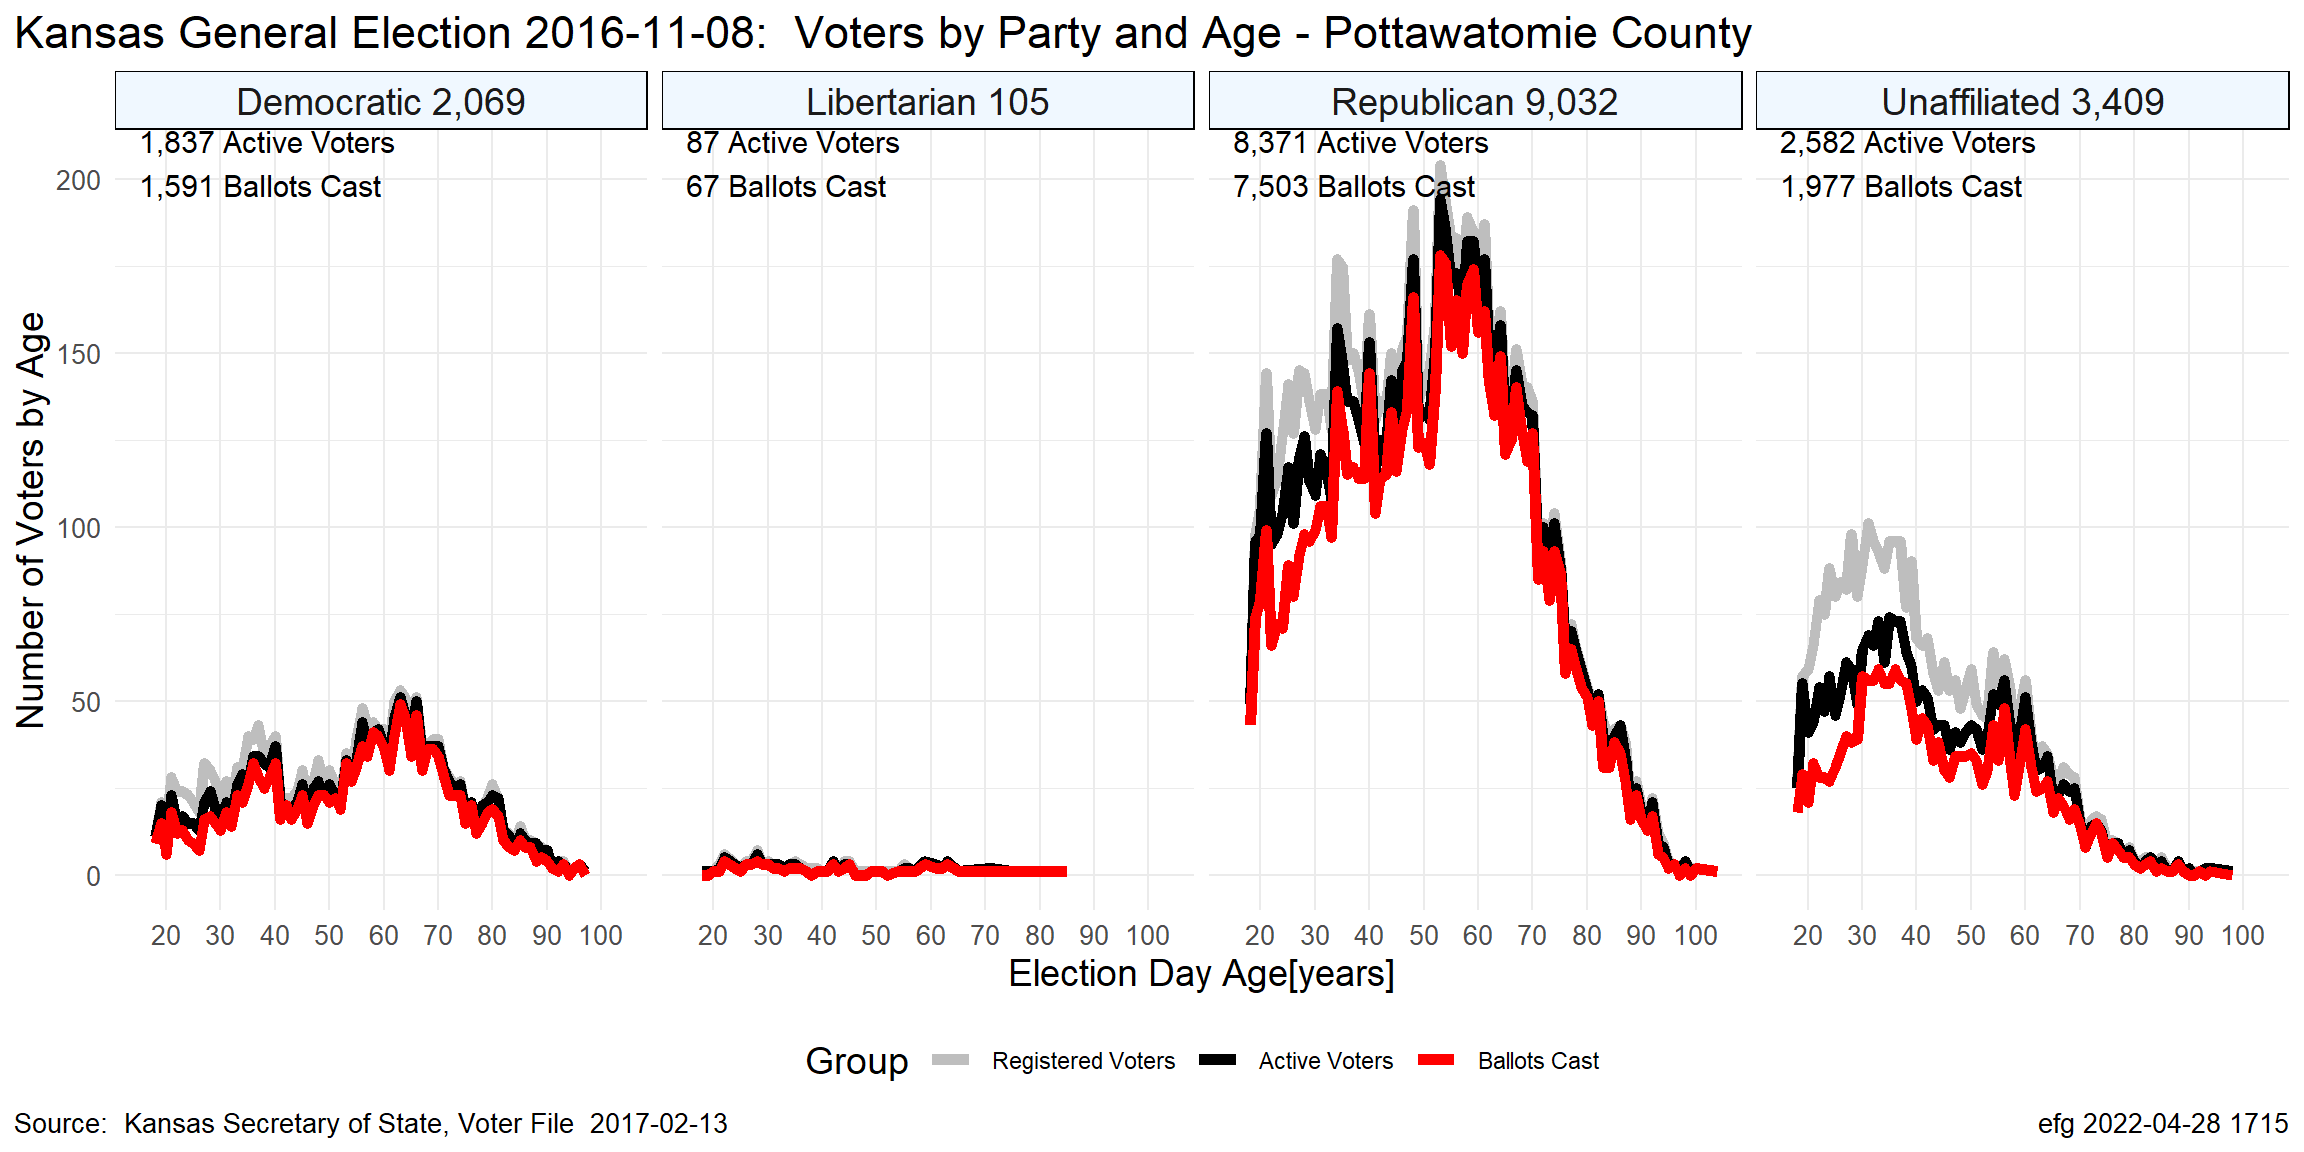 Kansas General Election 2016-11-08:  Voters by Party and Age - Pottawatomie County
Democratic 2,069
Libertarian 105
Republican 9,032
Unaffiliated 3,409
1,837 Active Voters
1,591 Ballots Cast
87 Active Voters
67 Ballots Cast
8,371 Active Voters
7,503 Ballots Cast
2,582 Active Voters
1,977 Ballots Cast
Number of Voters by Age
200
150
100
50
0
20 30 40 50 60 70 80 90 100
20 30 40 50 60 70 80 90 100
20 30 40 50 60 70 80 90 100
20 30 40 50 60 70 80 90 100
Election Day Age[years]
Group Registered Voters Active Voters Ballots Cast
Source:  Kansas Secretary of State, Voter File  2017-02-13
efg 2022-04-28 1715